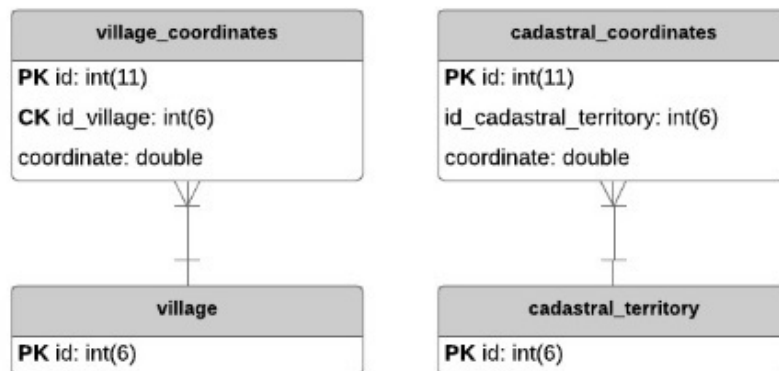 village_coordinates
PK id: int(11)
CK id_village: int(6)
coordinate: double
cadastral_coordinates
PK id: int(11)
id_cadastral_territory: int(6)
coordinate: double
village
PK id: int(6)
cadastral_territory
PK id: int(6)